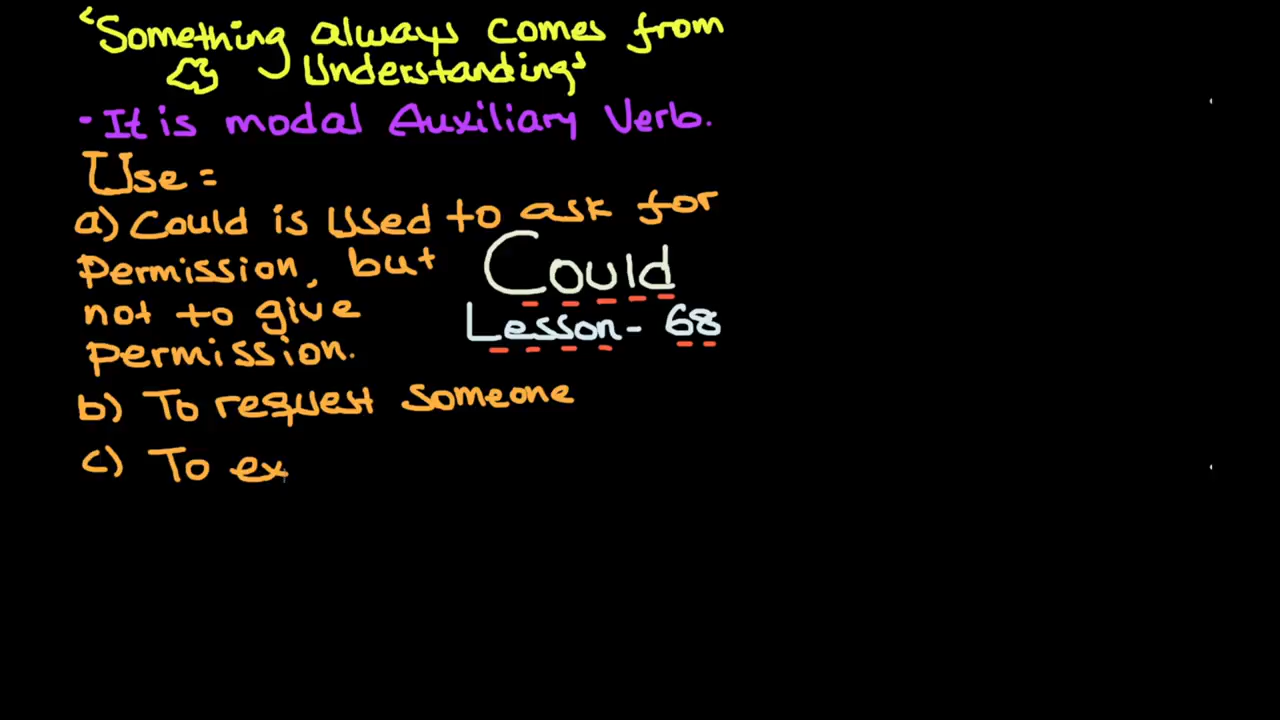 ‘Something always comes from
Understanding’
- It is modal Auxiliary Verb.
Use =
a) Could is Used to ask for
Permission, but
not to give
permission.
Could
Lesson - 68
b) To request Someone
c) To ex